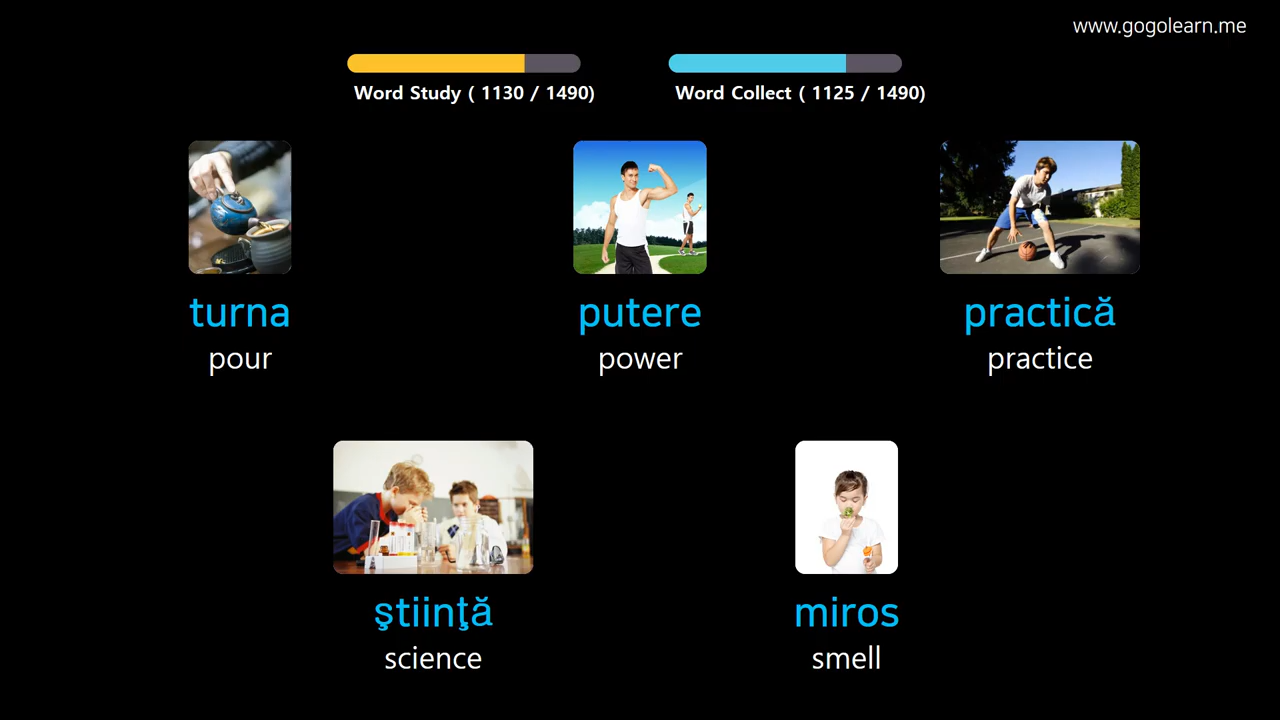 www.gogolearn.me
Word Study ( 1130 / 1490)
Word Collect ( 1125 / 1490)
turna
putere
practică
pour
power
practice
ştiinţă
miros
science
smell